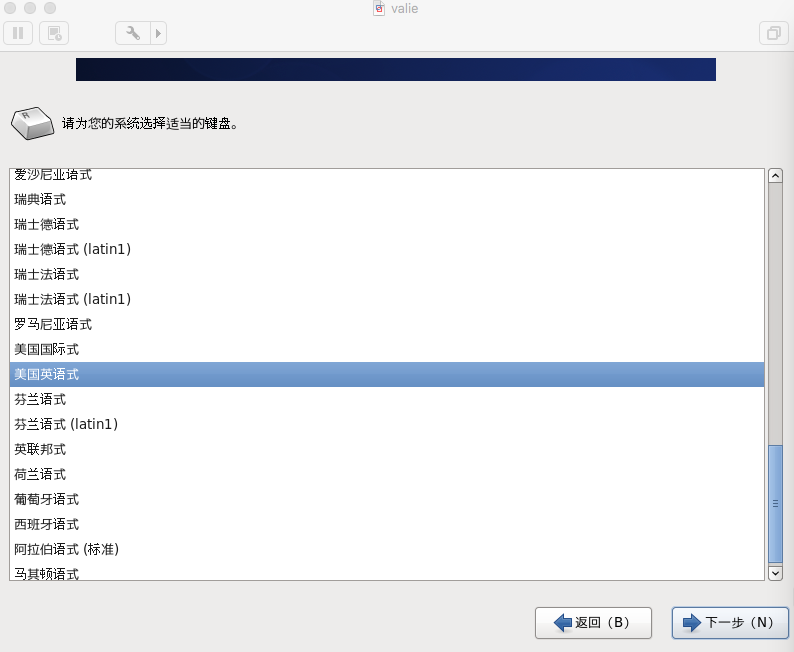 valie
请为您的系统选择适当的键盘。
爱沙尼亚语式
瑞典语式
瑞士德语式
瑞士德语式 (latin1)
瑞士法语式
瑞士法语式 (latin1)
罗马尼亚语式
美国国际式
美国英语式
芬兰语式
芬兰语式 (latin1)
英联邦式
荷兰语式
葡萄牙语式
西班牙语式
阿拉伯语式 (标准)
马其顿语式
返回（B）
下一步（N）